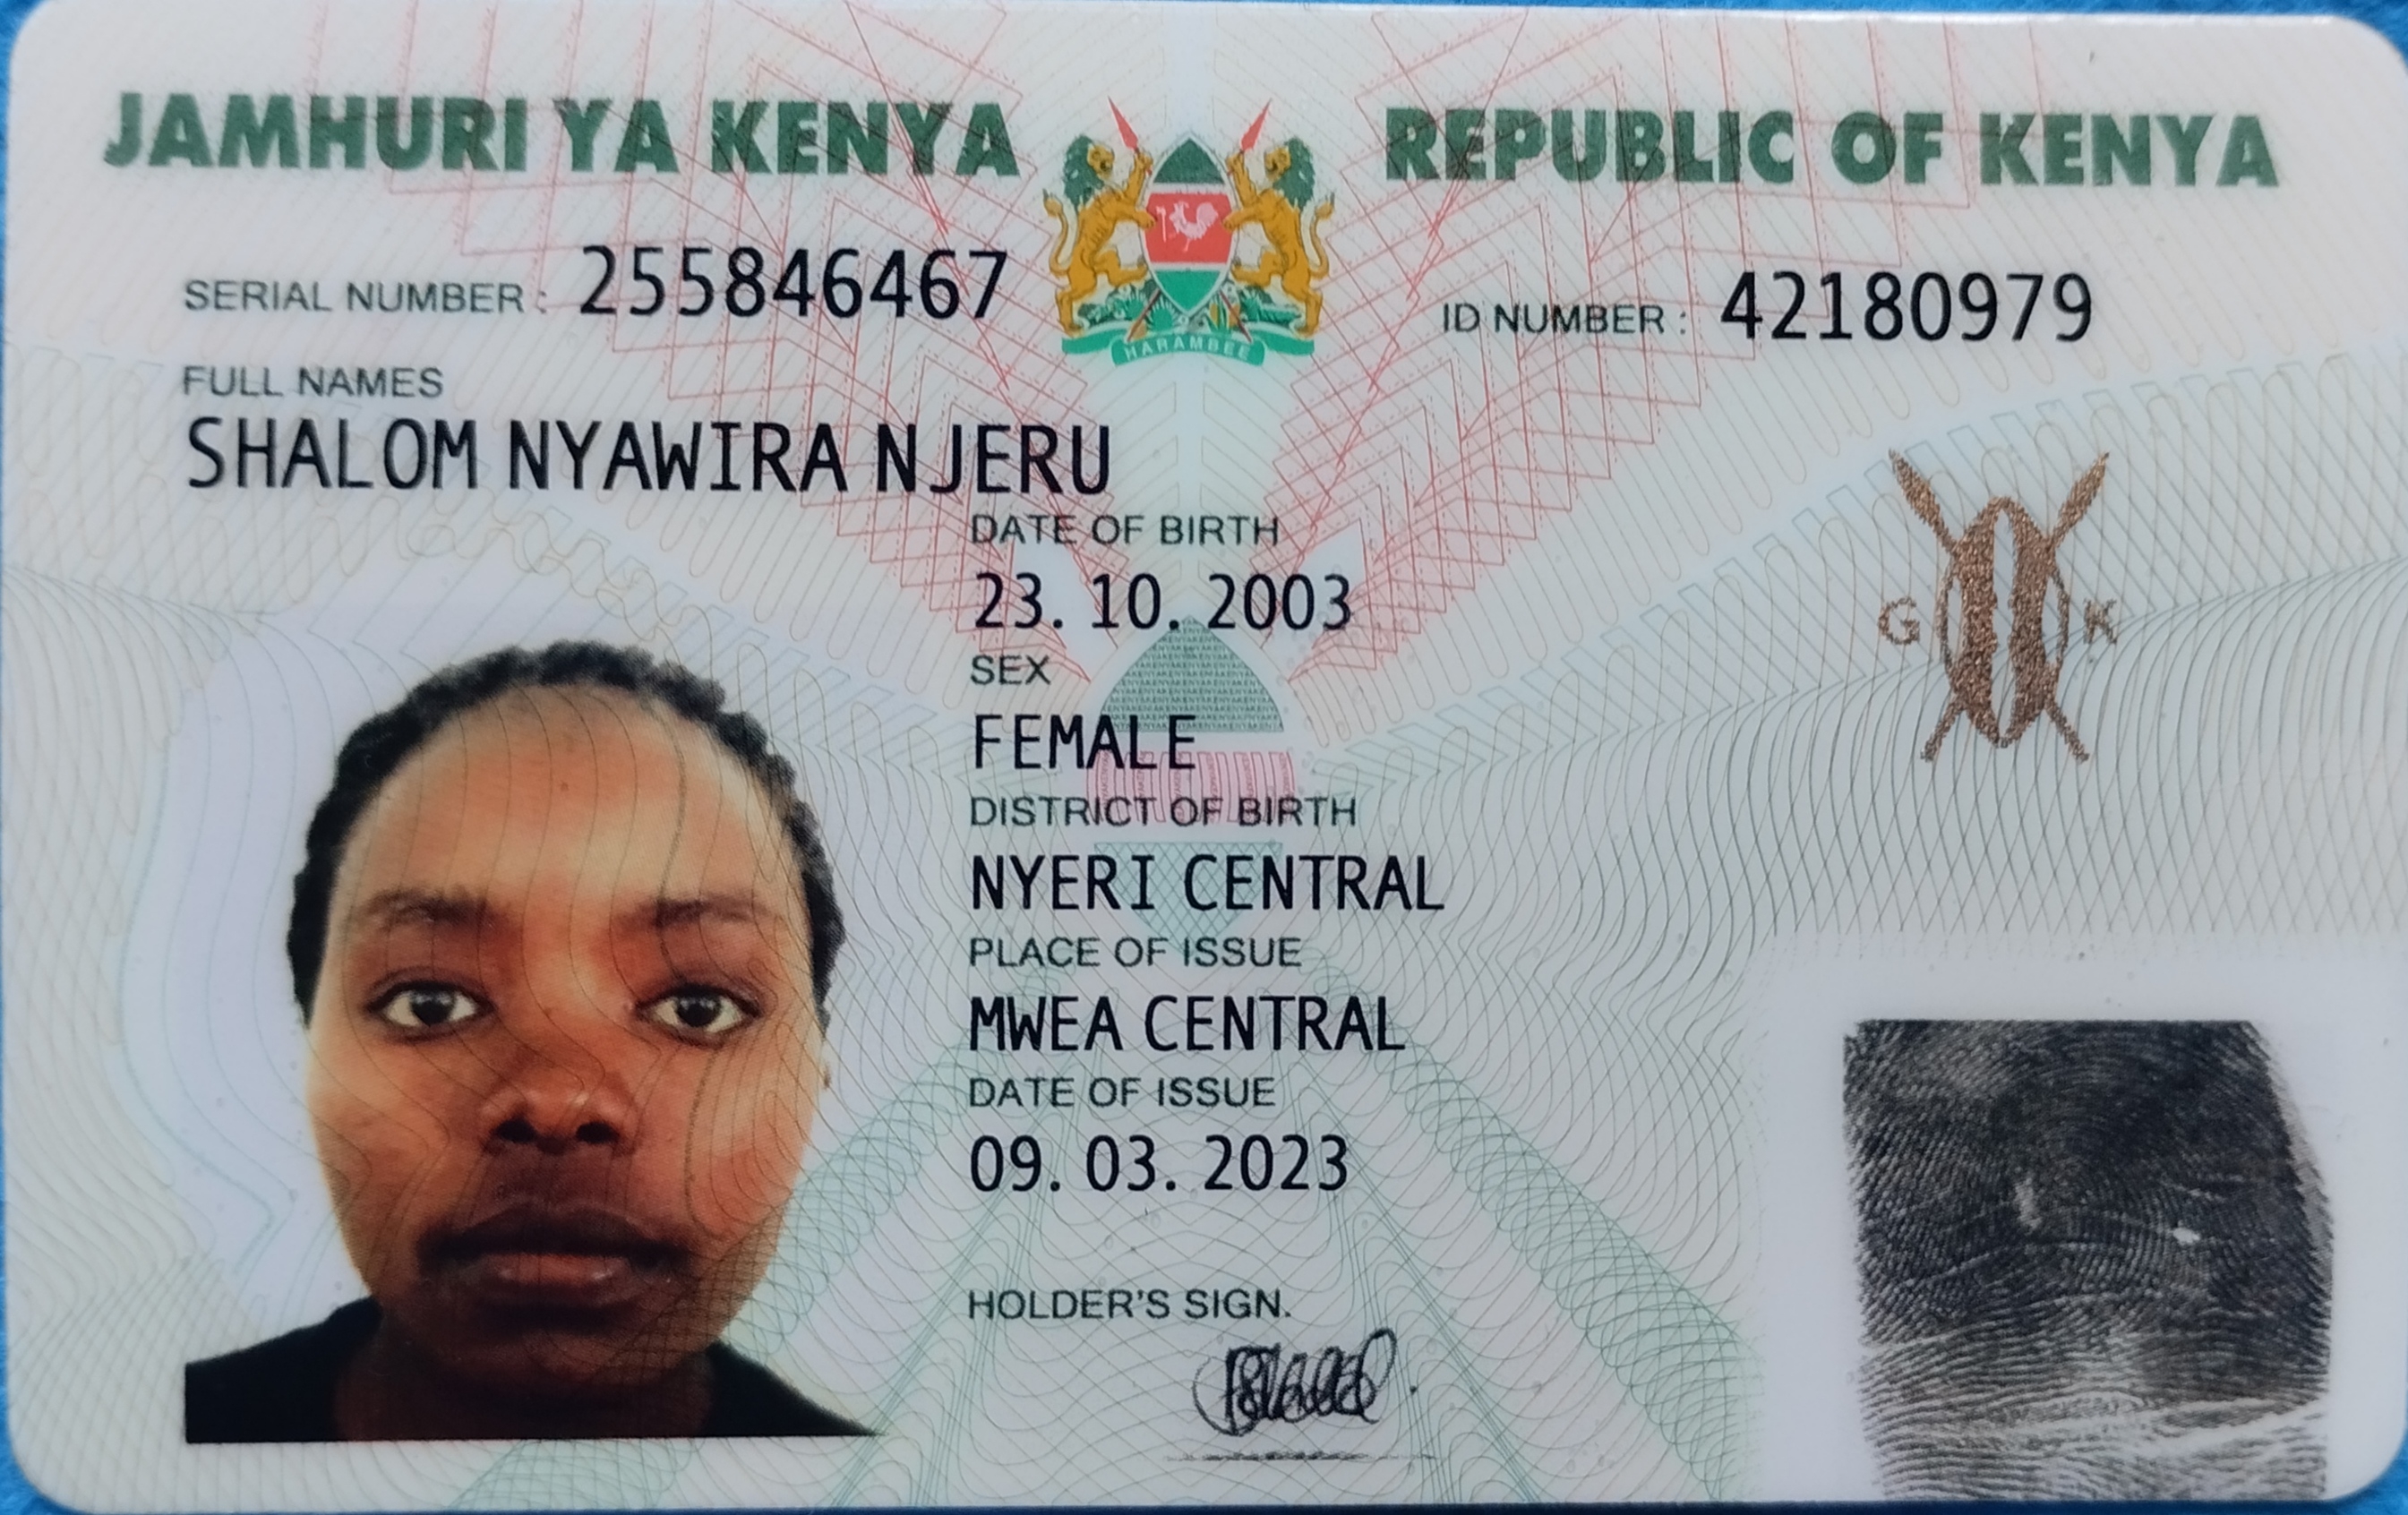 JAMHURI YA KENYA REPUBLIC OF KENYA
HARAMBEE
SERIAL NUMBER : 255846467 ID NUMBER : 42180979
FULL NAMES
SHALOM NYAWIRA NJERU
DATE OF BIRTH
23. 10. 2003
G K
SEX
FEMALE
DISTRICT OF BIRTH
NYERI CENTRAL
PLACE OF ISSUE
MWEA CENTRAL
DATE OF ISSUE
09. 03. 2023
HOLDER'S SIGN.